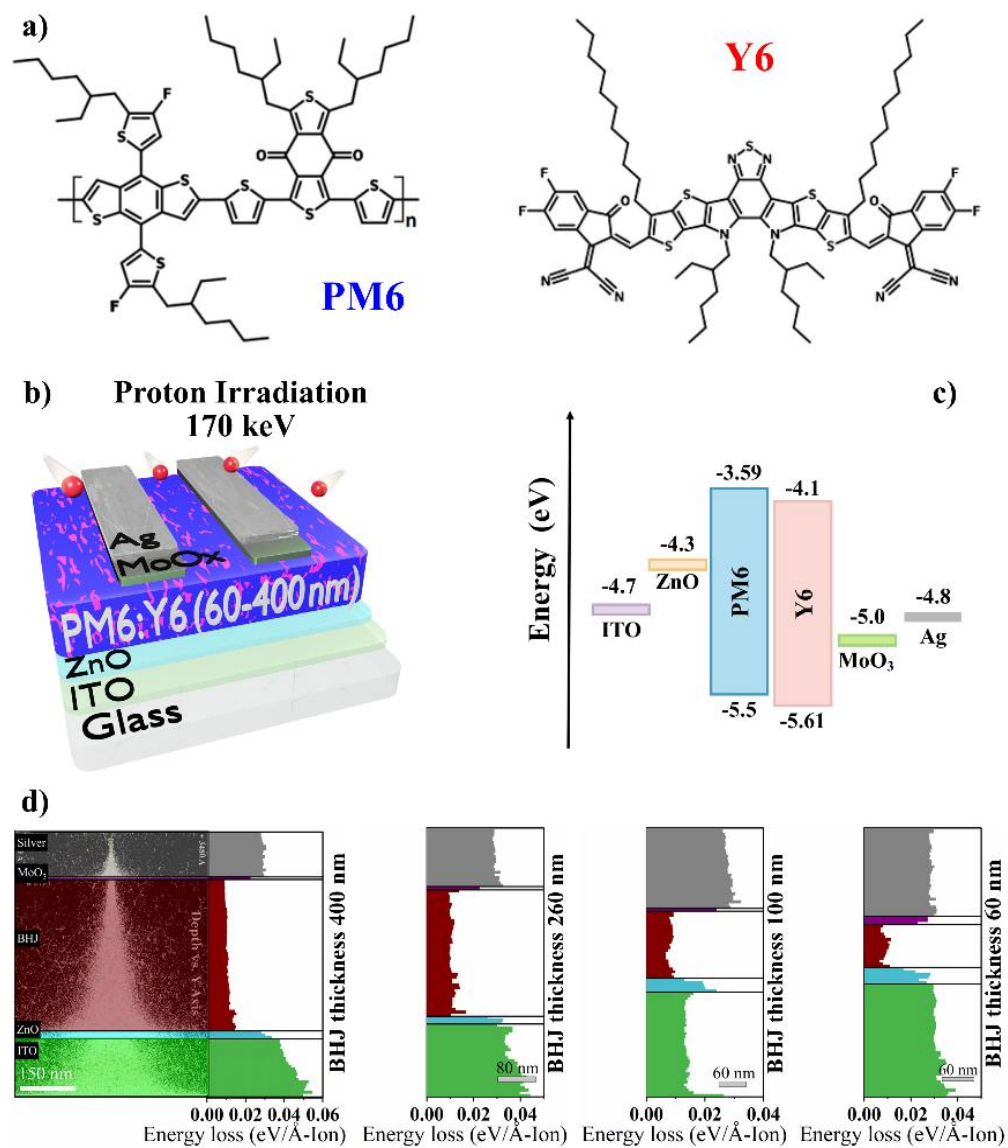 a)
PM6
Y6
F
S
S
S
S
F
S
O
O
S
S
n
N
S
N
F
F
O
S
S
S
S
N
N
O
F
F
N
N
N
N
b)
Proton Irradiation
170 keV
Ag
MoOx
PM6:Y6 (60-400nm)
ZnO
ITO
Glass
c)
Energy (eV)
-4.7
ITO
-4.3
ZnO
-3.59
PM6
-5.5
-4.1
Y6
-5.61
-5.0
MoO3
-4.8
Ag
d)
Silver
MoO3
BHJ
ZnO
ITO
150 nm
Depth vs. Y-Axis
0.00 0.02 0.04 0.06
Energy loss (eV/Å-Ion)
BHJ thickness 400 nm
80 nm
0.00 0.02 0.04
Energy loss (eV/Å-Ion)
BHJ thickness 260 nm
60 nm
0.00 0.02 0.04
Energy loss (eV/Å-Ion)
BHJ thickness 100 nm
60 nm
0.00 0.02 0.04
Energy loss (eV/Å-Ion)
BHJ thickness 60 nm